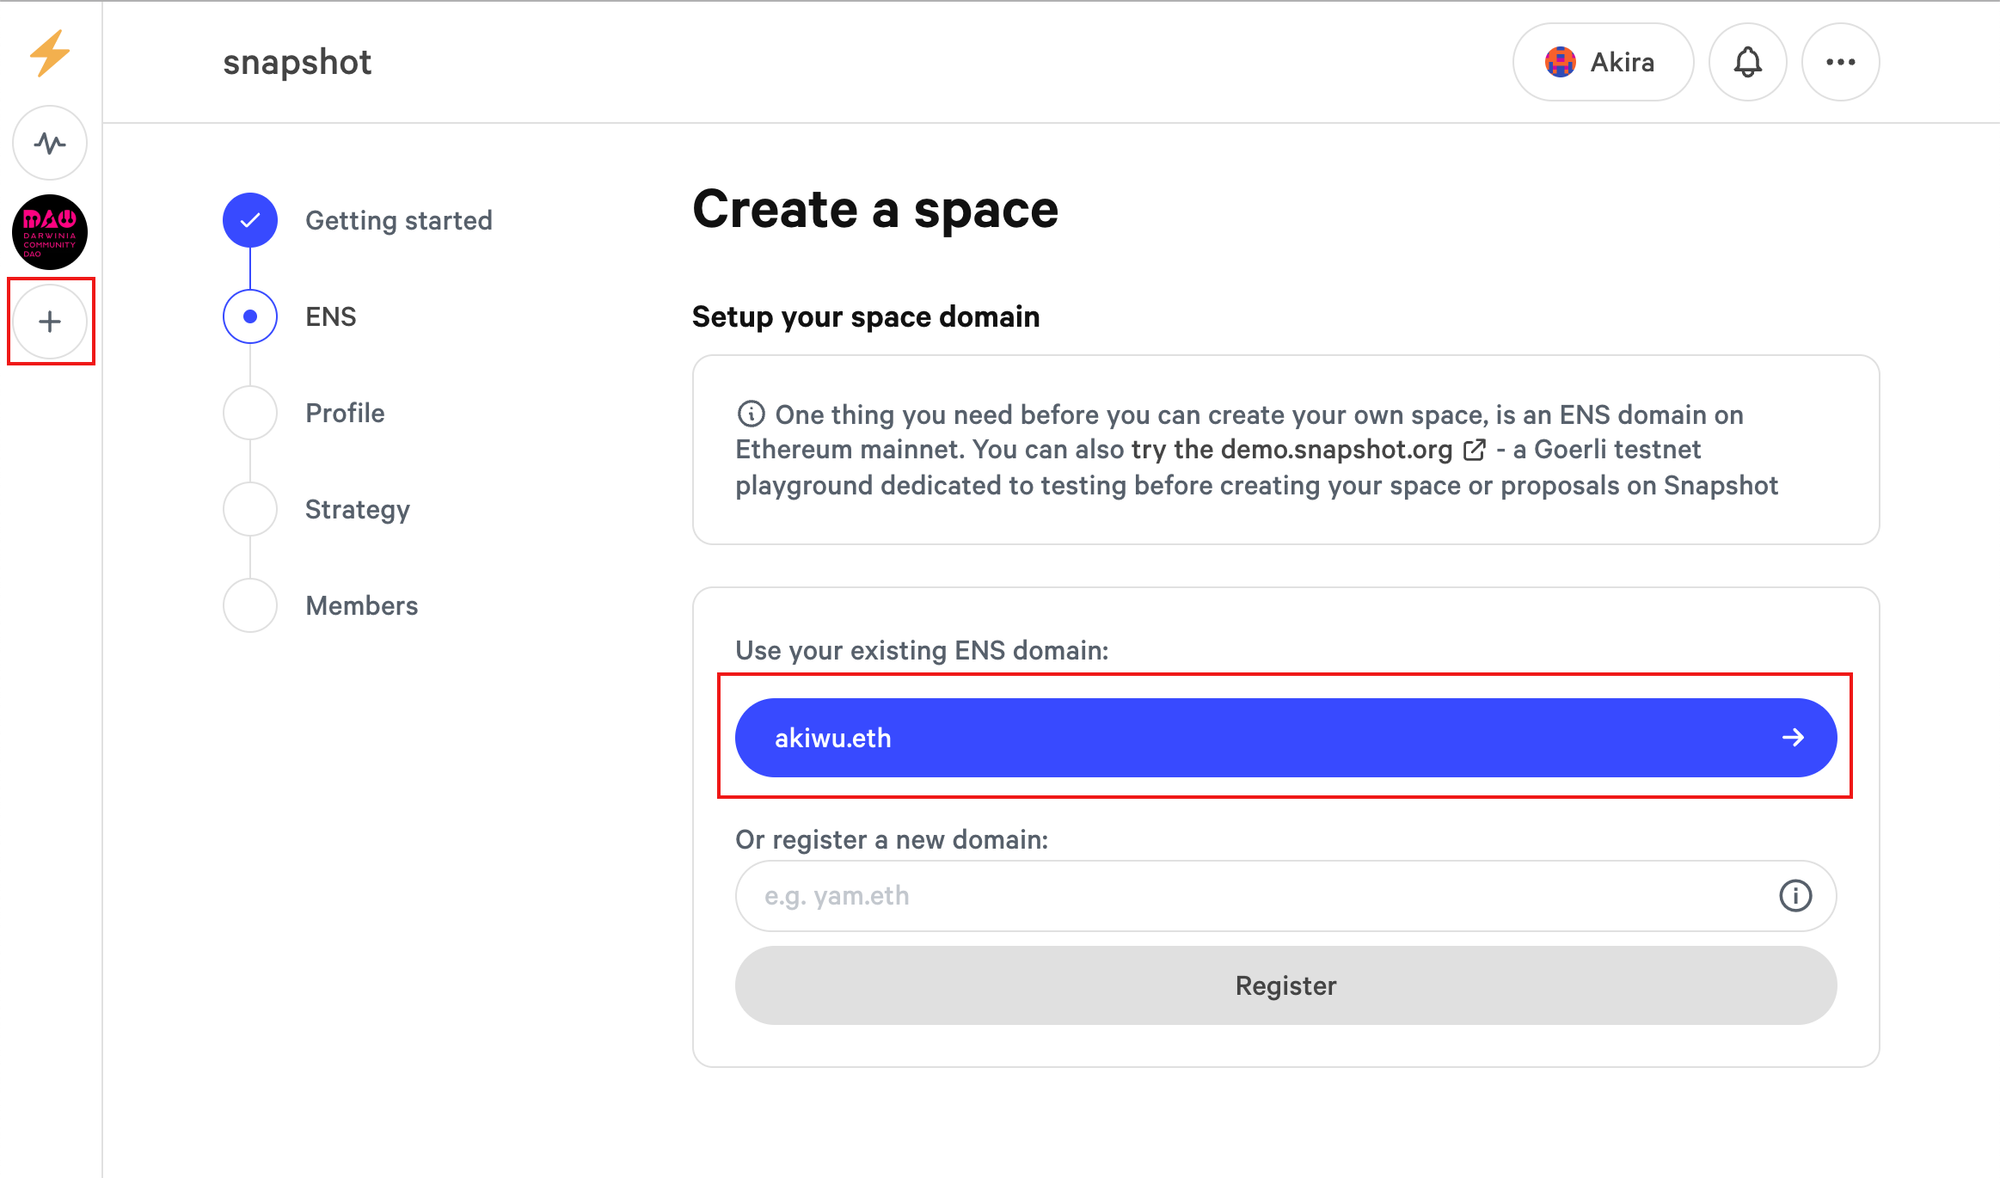 snapshot
Akira
DAO
DARWINIA
COMMUNITY
DAO
Getting started
ENS
Profile
Strategy
Members
Create a space
Setup your space domain
One thing you need before you can create your own space, is an ENS domain on
Ethereum mainnet. You can also try the demo.snapshot.org - a Goerli testnet
playground dedicated to testing before creating your space or proposals on Snapshot
Use your existing ENS domain:
akiwu.eth
Or register a new domain:
e.g. yam.eth
Register